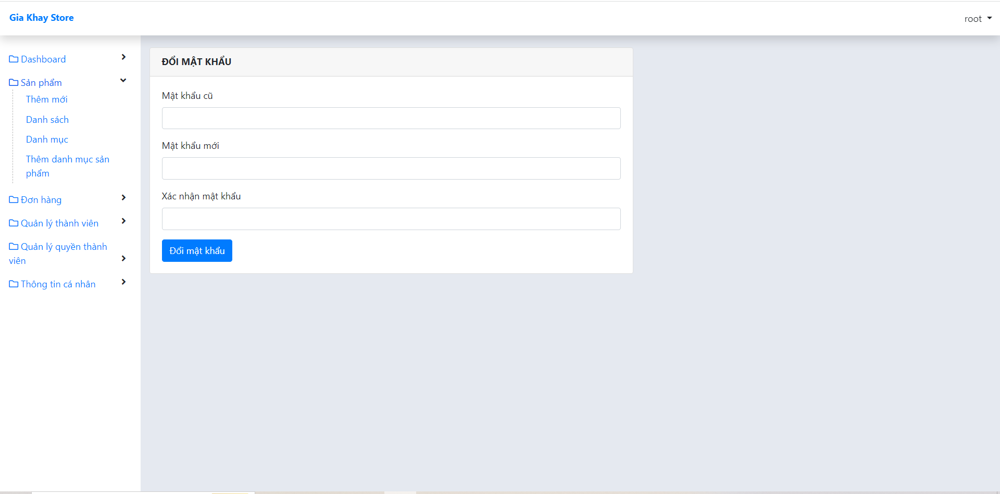 Gia Khay Store
root
Dashboard
Sản phẩm
Thêm mới
Danh sách
Danh mục
Thêm danh mục sản
phẩm
Đơn hàng
Quản lý thành viên
Quản lý quyền thành
viên
Thông tin cá nhân
ĐỔI MẬT KHẨU
Mật khẩu cũ
Mật khẩu mới
Xác nhận mật khẩu
Đổi mật khẩu